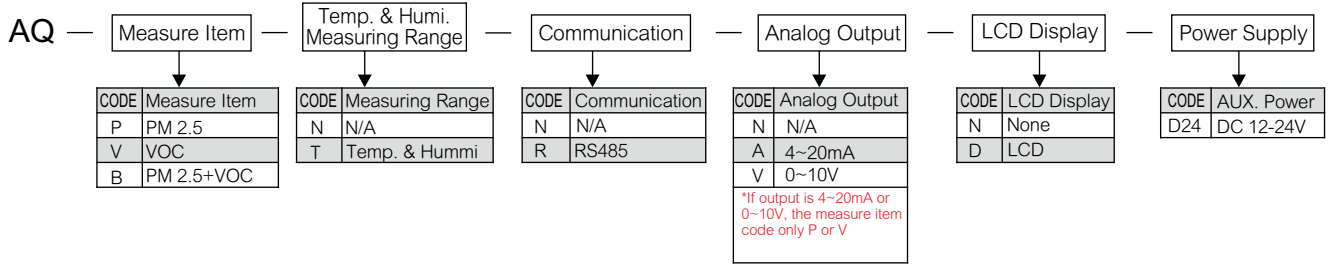 AQ — Measure Item — Temp. & Humi. Measuring Range — Communication — Analog Output — LCD Display — Power Supply
CODE Measure Item
P PM 2.5
V VOC
B PM 2.5+VOC
CODE Measuring Range
N N/A
T Temp. & Hummi
CODE Communication
N N/A
R RS485
CODE Analog Output
N N/A
A 4~20mA
V 0~10V
*If output is 4~20mA or
0~10V, the measure item
code only P or V
CODE LCD Display
N None
D LCD
CODE AUX. Power
D24 DC 12-24V